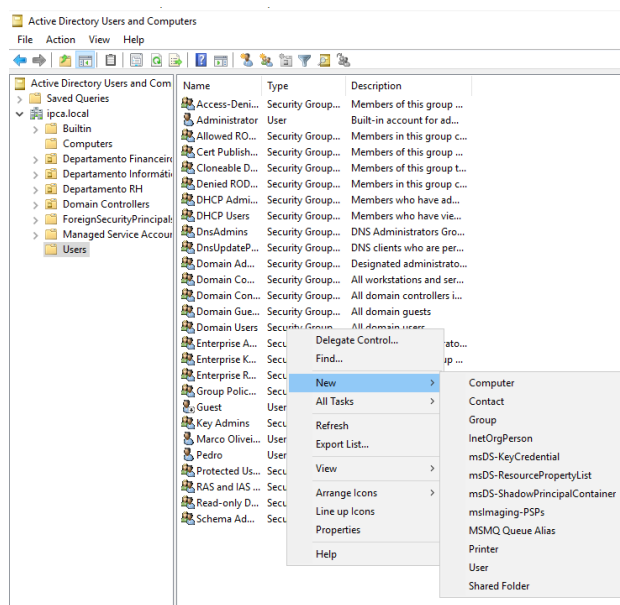 Active Directory Users and Computers
File Action View Help
Active Directory Users and Com
Saved Queries
ipca.local
Builtin
Computers
Departamento Financeiro
Departamento Informáti
Departamento RH
Domain Controllers
ForeignSecurityPrincipals
Managed Service Accour
Users
Name Type Description
Access-Deni... Security Group... Members of this group ...
Administrator User Built-in account for ad...
Allowed RO... Security Group... Members in this group c...
Cert Publish... Security Group... Members of this group ...
Cloneable D... Security Group... Members of this group t...
Denied ROD... Security Group... Members in this group c...
DHCP Admi... Security Group... Members who have ad...
DHCP Users Security Group... Members who have vie...
DnsAdmins Security Group... DNS Administrators Gro...
DnsUpdateP... Security Group... DNS clients who are per...
Domain Ad... Security Group... Designated administrato...
Domain Co... Security Group... All workstations and ser...
Domain Con... Security Group... All domain controllers i...
Domain Gue... Security Group... All domain guests
Domain Users Security Group... All domain users
Enterprise A... Secu rato...
Enterprise K... Secu up ...
Enterprise R... Secu
Group Polic... Secu
Guest User
Key Admins Secu
Marco Olivei... User
Pedro User
Protected Us... Secu
RAS and IAS ... Secu
Read-only D... Secu
Schema Ad... Secu
Delegate Control...
Find...
New
All Tasks
Refresh
Export List...
View
Arrange Icons
Line up Icons
Properties
Help
Computer
Contact
Group
InetOrgPerson
msDS-KeyCredential
msDS-ResourcePropertyList
msDS-ShadowPrincipalContainer
msImaging-PSPs
MSMQ Queue Alias
Printer
User
Shared Folder